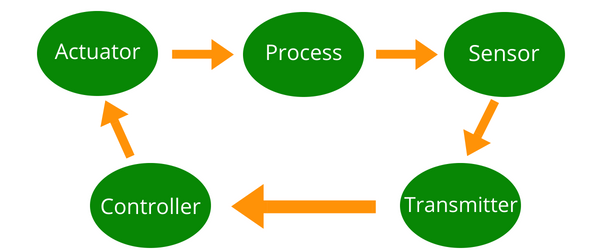 Actuator
Process
Sensor
Controller
Transmitter